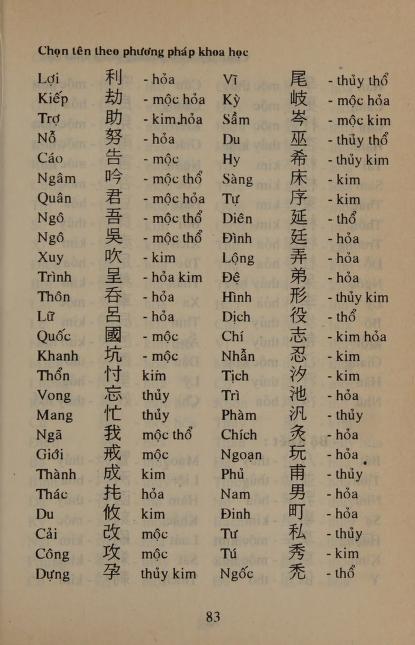 Chọn tên theo phương pháp khoa học
Lợi 利 - hỏa
Kiếp 劫 - mộc hỏa
Trợ 助 - kim hỏa
Nỗ 努 - hỏa
Cáo 告 - mộc
Ngâm 吟 - mộc thổ
Quân 君 - mộc hỏa
Ngô 吾 - mộc thổ
Ngô 吳 - mộc thổ
Xuy 吹 - kim
Trình 呈 - hỏa kim
Thôn 吞 - hỏa
Lữ 呂 - hỏa
Quốc 國 - mộc
Khanh 坑 - mộc
Thổn 忖 kim
Vong 忘 thủy
Mang 忙 thủy
Ngã 我 mộc thổ
Giới 戒 mộc
Thành 成 kim
Thác 托 hỏa
Du 攸 kim
Cải 改 mộc
Công 攻 mộc
Dựng 孕 thủy kim
Vĩ 尾 - thủy thổ
Kỳ 岐 - mộc hỏa
Sầm 岑 - mộc kim
Du 巫 - thủy thổ
Hy 希 - thủy kim
Sàng 床 - kim
Tự 序 - kim
Diên 延 - thổ
Đình 廷 - hỏa
Lộng 弄 - hỏa
Đệ 弟 - hỏa
Hình 形 - thủy kim
Dịch 役 - thổ
Chí 志 - kim hỏa
Nhẫn 忍 - kim
Tịch 汐 - kim
Trì 池 - hỏa
Phàm 汎 - thủy
Chích 灸 - hỏa
Ngoạn 玩 - hỏa
Phủ 甫 - thủy
Nam 男 - hỏa
Đinh 町 - hỏa
Tư 私 - thủy
Tú 秀 - kim
Ngốc 禿 - thổ
83